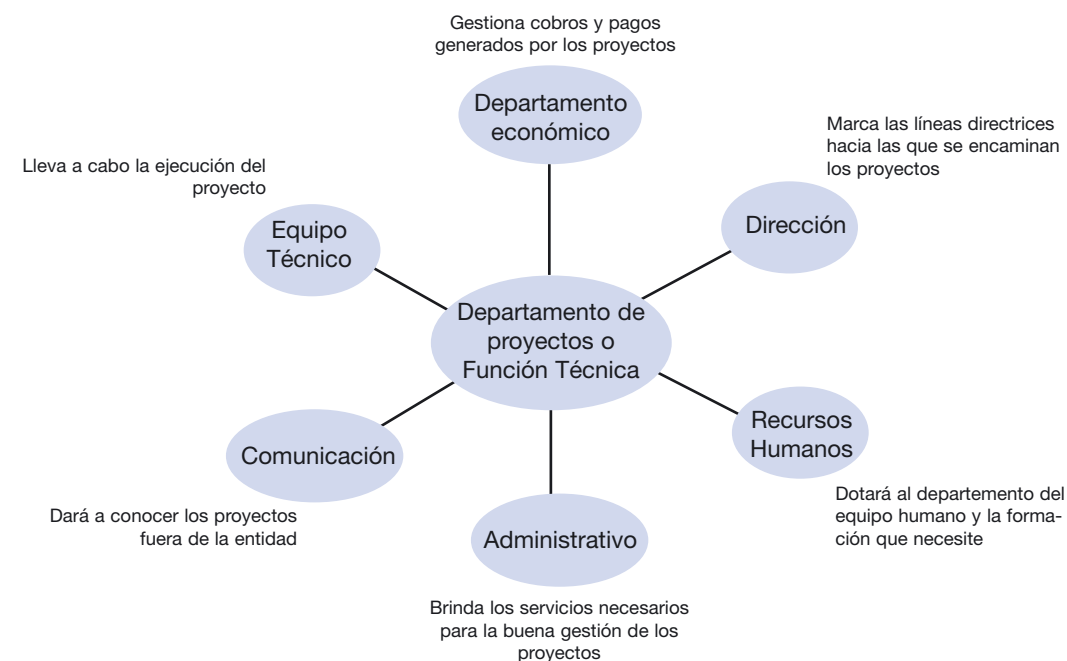 Gestiona cobros y pagos
generados por los proyectos
Departamento
económico
Marca las líneas directrices
hacia las que se encaminan
los proyectos
Dirección
Lleva a cabo la ejecución del
proyecto
Equipo
Técnico
Departamento de
proyectos o
Función Técnica
Recursos
Humanos
Dotará al departemento del
equipo humano y la forma-
ción que necesite
Comunicación
Dará a conocer los proyectos
fuera de la entidad
Administrativo
Brinda los servicios necesarios
para la buena gestión de los
proyectos